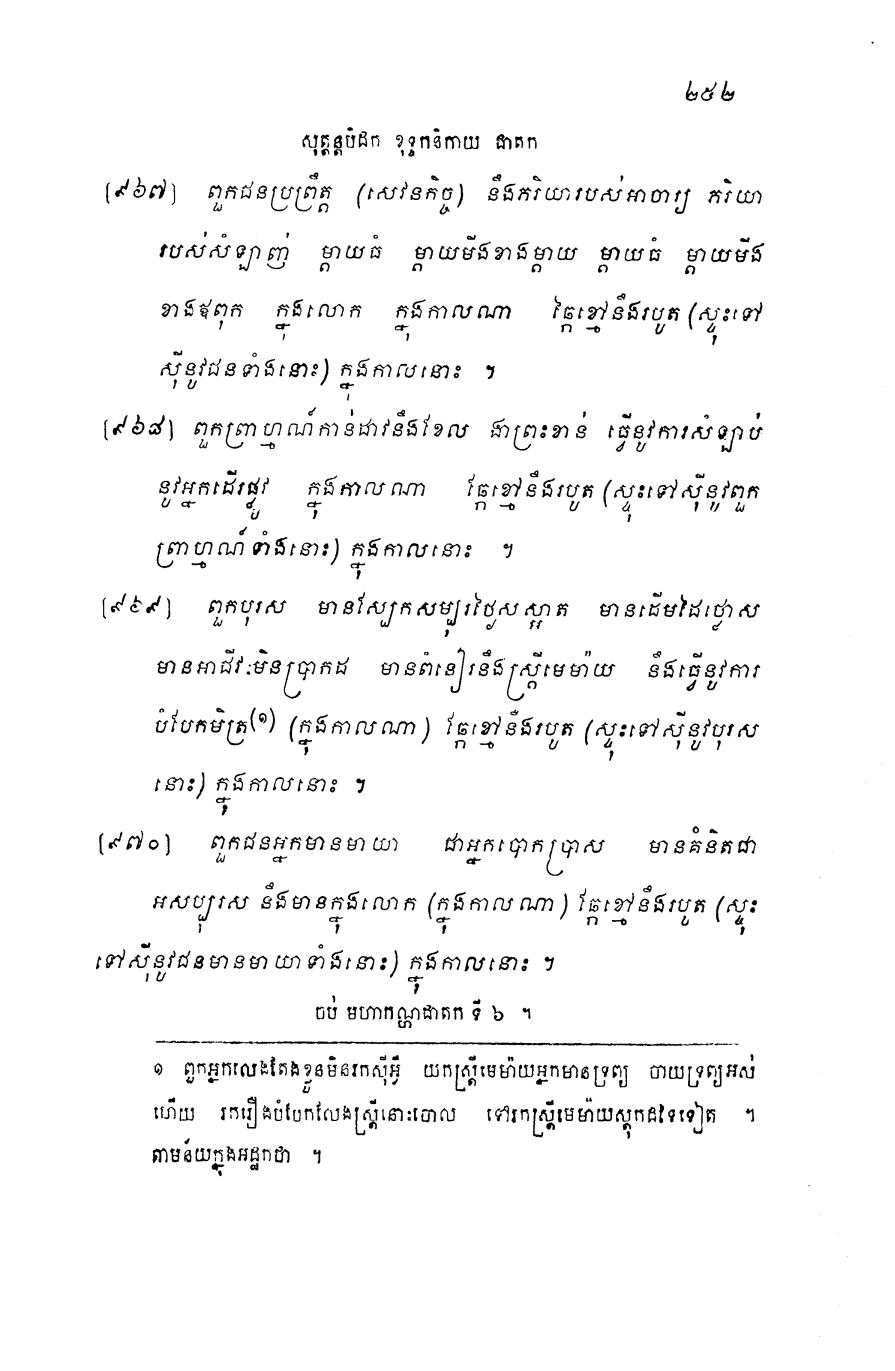 ២៥២
សុត្តន្តបិដក ខុទ្ទកនិកាយ ជាតក
[៩៦៧] ពួកជនប្រព្រឹត្ត (សេវនកិច្ច) នឹងភរិយារបស់អាចារ្យ ភរិយា
របស់សំឡាញ់ ម្តាយធំ ម្តាយមីងខាងម្តាយ ម្តាយធំ ម្តាយមីង
ខាងឪពុក ក្នុងលោក ក្នុងកាលណា ឆ្កែខ្មៅនឹងរបូត (ស្ទុះទៅ
ស៊ីនូវជនទាំងនោះ) ក្នុងកាលនោះ ។
[៩៦៨] ពួកព្រាហ្មណ៍កាន់ដាវនឹងខែល ងាព្រះខាន់ ធ្វើនូវការសំឡាប់
នូវអ្នកដើរផ្លូវ ក្នុងកាលណា ឆ្កែខ្មៅនឹងរបូត (ស្ទុះទៅស៊ីនូវពួក
ព្រាហ្មណ៍ទាំងនោះ) ក្នុងកាលនោះ ។
[៩៦៩] ពួកបុរស មានស្បែកសម្បុរថ្លៃសស្អាត មានដើមដៃថ្លោស
មានអាជីវៈមិនប្រាកដ មានពំនៀរនឹងស្ត្រីមេម៉ាយ នឹងធ្វើនូវការ
បំបែកមិត្រ(១) (ក្នុងកាលណា) ឆ្កែខ្មៅនឹងរបូត (ស្ទុះទៅស៊ីនូវបុរស
នោះ) ក្នុងកាលនោះ ។
[៩៧០] ពួកជនអ្នកមានមាយា ជាអ្នកបោកប្រាស មានគំនិតជា
អសប្បុរស នឹងមានក្នុងលោក (ក្នុងកាលណា) ឆ្កែខ្មៅនឹងរបូត (ស្ទុះ
ទៅស៊ីនូវជនមានមាយាទាំងនោះ) ក្នុងកាលនោះ ។
ចប់ មហាកណ្ហជាតក ទី ៦ ។
១ ពួកអ្នកលេងតែងខ្លួនមិនរកស៊ីអ្វី យកស្ត្រីមេម៉ាយអ្នកមានទ្រព្យ បាយទ្រព្យអស់
ហើយ រករឿងបំបែកលែងស្ត្រីនោះចោល ទៅរកស្ត្រីមេម៉ាយស្តុកដទៃទៀត ។
តាមន័យក្នុងអដ្ឋកថា ។